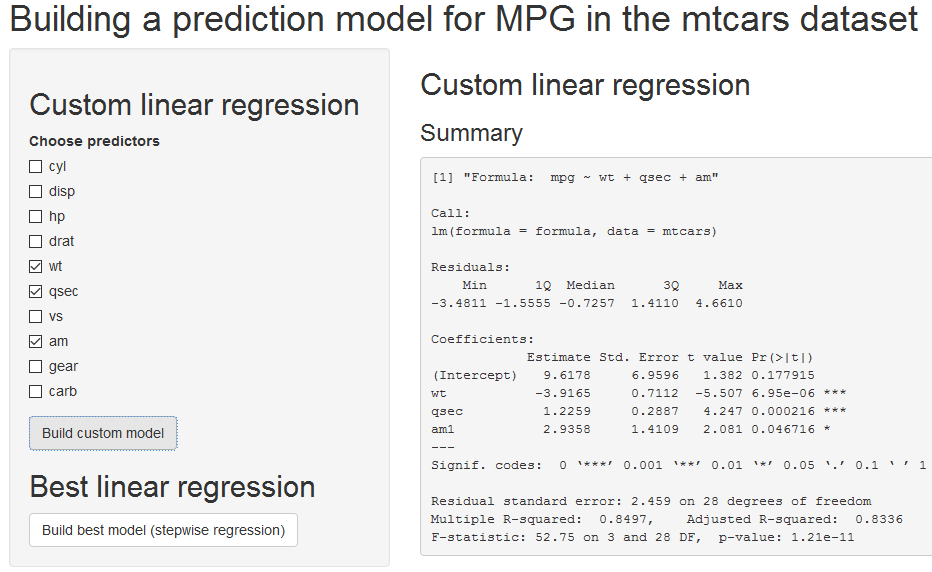 Building a prediction model for MPG in the mtcars dataset
Custom linear regression
Choose predictors
cyl
disp
hp
drat
wt
qsec
vs
am
gear
carb
Build custom model
Best linear regression
Build best model (stepwise regression)
Custom linear regression
Summary
[1] "Formula:  mpg ~ wt + qsec + am"
Call:
lm(formula = formula, data = mtcars)
Residuals:
    Min      1Q  Median      3Q     Max
-3.4811 -1.5555 -0.7257  1.4110  4.6610
Coefficients:
            Estimate Std. Error t value Pr(>|t|)
(Intercept)   9.6178     6.9596   1.382 0.177915
wt           -3.9165     0.7112  -5.507 6.95e-06 ***
qsec          1.2259     0.2887   4.247 0.000216 ***
am1           2.9358     1.4109   2.081 0.046716 *
---
Signif. codes:  0 ‘***’ 0.001 ‘**’ 0.01 ‘*’ 0.05 ‘.’ 0.1 ‘ ’ 1
Residual standard error: 2.459 on 28 degrees of freedom
Multiple R-squared:  0.8497,    Adjusted R-squared:  0.8336
F-statistic: 52.75 on 3 and 28 DF,  p-value: 1.21e-11